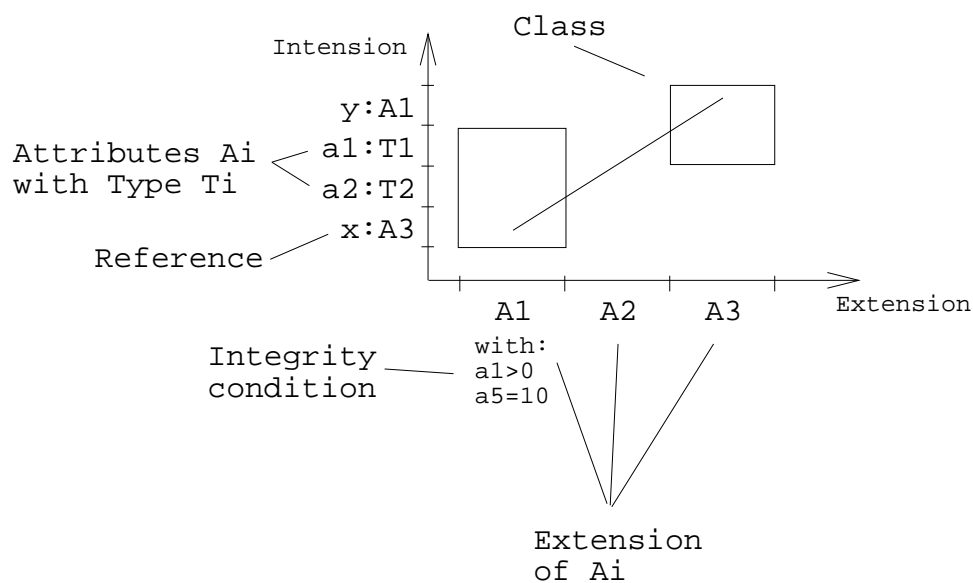 Class
Intension
y:A1
Attributes Ai
with Type Ti
a1:T1
a2:T2
x:A3
Reference
Extension
A1
A2
A3
with:
a1>0
a5=10
Integrity
condition
Extension
of Ai